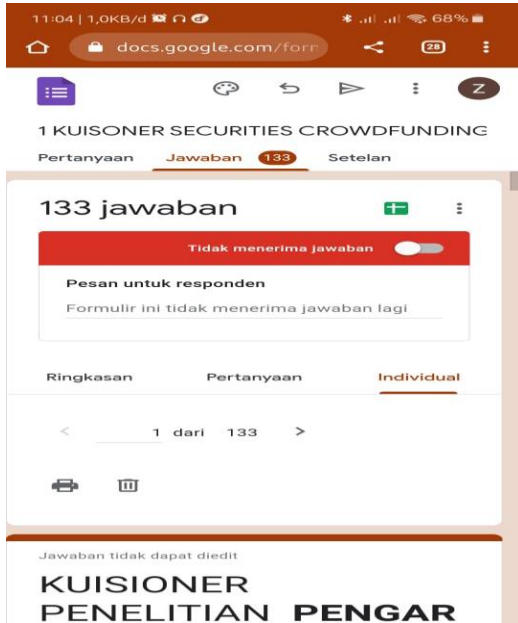 11:04 | 1,0KB/d
68%
docs.google.com/forr
28
Z
1 KUISONER SECURITIES CROWDFUNDING
Pertanyaan Jawaban 133 Setelan
133 jawaban
Tidak menerima jawaban
Pesan untuk responden
Formulir ini tidak menerima jawaban lagi
Ringkasan Pertanyaan Individual
< 1 dari 133 >
Jawaban tidak dapat diedit
KUISIONER
PENELITIAN PENGAR